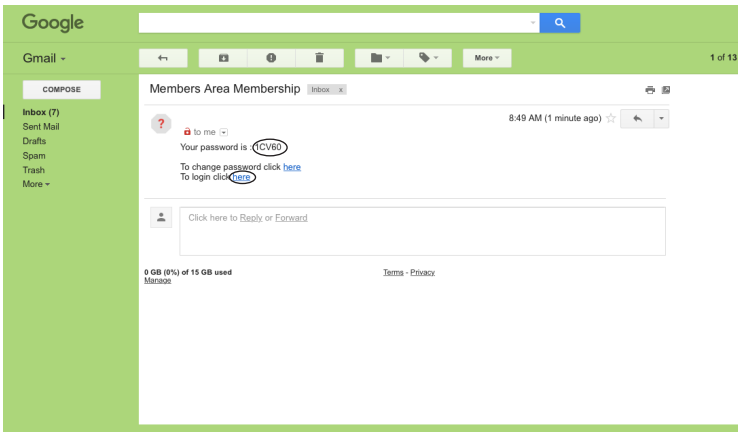 Google
Gmail
More
1 of 13
COMPOSE
Inbox (7)
Sent Mail
Drafts
Spam
Trash
More
Members Area Membership Inbox x
8:49 AM (1 minute ago)
?
to me
Your password is :1CV60
To change password click here
To login click here
Click here to Reply or Forward
0 GB (0%) of 15 GB used
Manage
Terms - Privacy